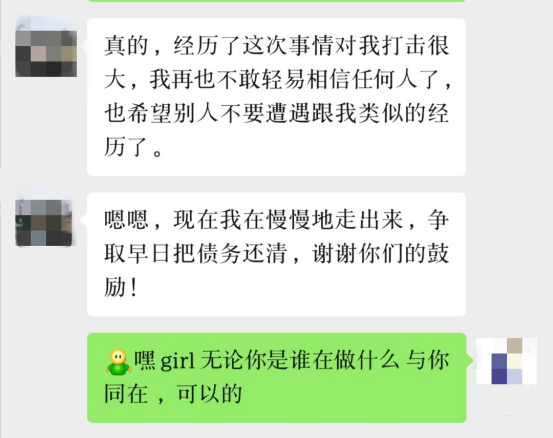 真的，经历了这次事情对我打击很
大，我再也不敢轻易相信任何人了，
也希望别人不要遭遇跟我类似的经
历了。
嗯嗯，现在我在慢慢地走出来，争
取早日把债务还清，谢谢你们的鼓
励！
嘿 girl 无论你是谁在做什么 与你
同在 ，可以的